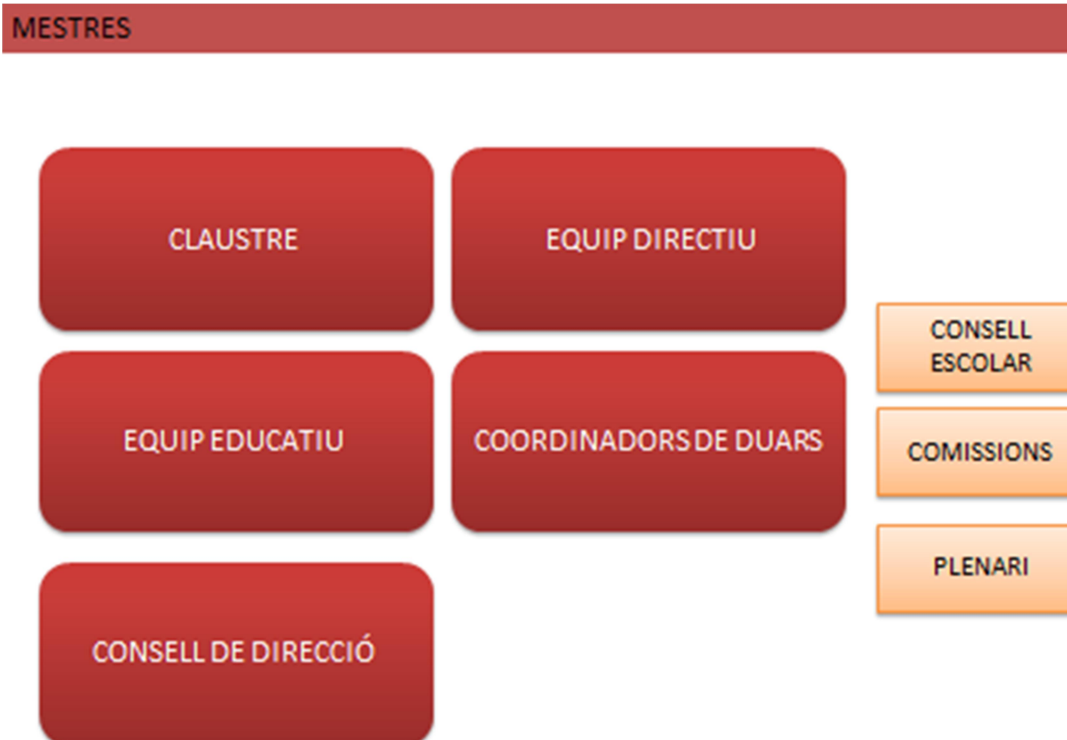 MESTRES
CLAUSTRE
EQUIP DIRECTIU
EQUIP EDUCATIU
COORDINADORS DE DUARS
CONSELL DE DIRECCIÓ
CONSELL
ESCOLAR
COMISSIONS
PLENARI